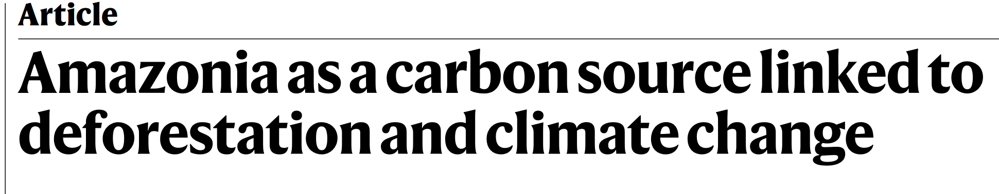 Article
Amazonia as a carbon source linked to
deforestation and climate change